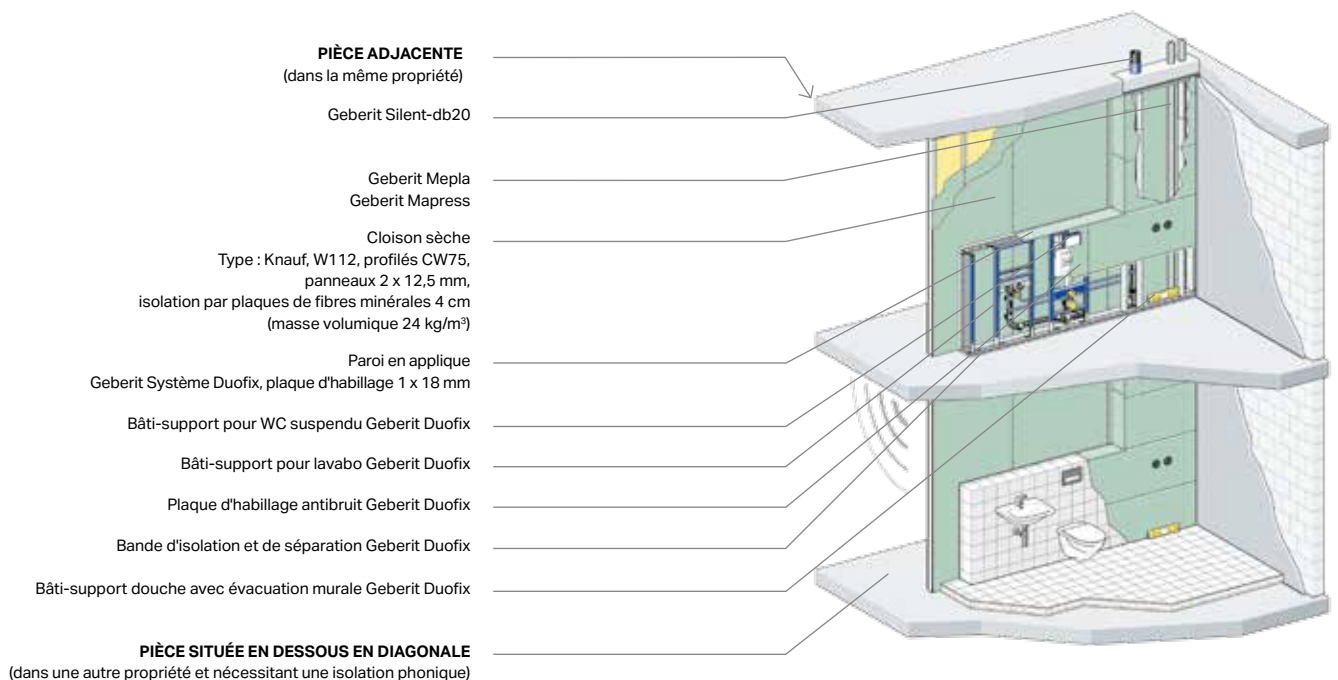 PIÈCE ADJACENTE
(dans la même propriété)
Geberit Silent-db20
Geberit Mepla
Geberit Mapress
Cloison sèche
Type : Knauf, W112, profilés CW75,
panneaux 2 x 12,5 mm,
isolation par plaques de fibres minérales 4 cm
(masse volumique 24 kg/m³)
Paroi en applique
Geberit Système Duofix, plaque d'habillage 1 x 18 mm
Bâti-support pour WC suspendu Geberit Duofix
Bâti-support pour lavabo Geberit Duofix
Plaque d'habillage antibruit Geberit Duofix
Bande d'isolation et de séparation Geberit Duofix
Bâti-support douche avec évacuation murale Geberit Duofix
PIÈCE SITUÉE EN DESSOUS EN DIAGONALE
(dans une autre propriété et nécessitant une isolation phonique)